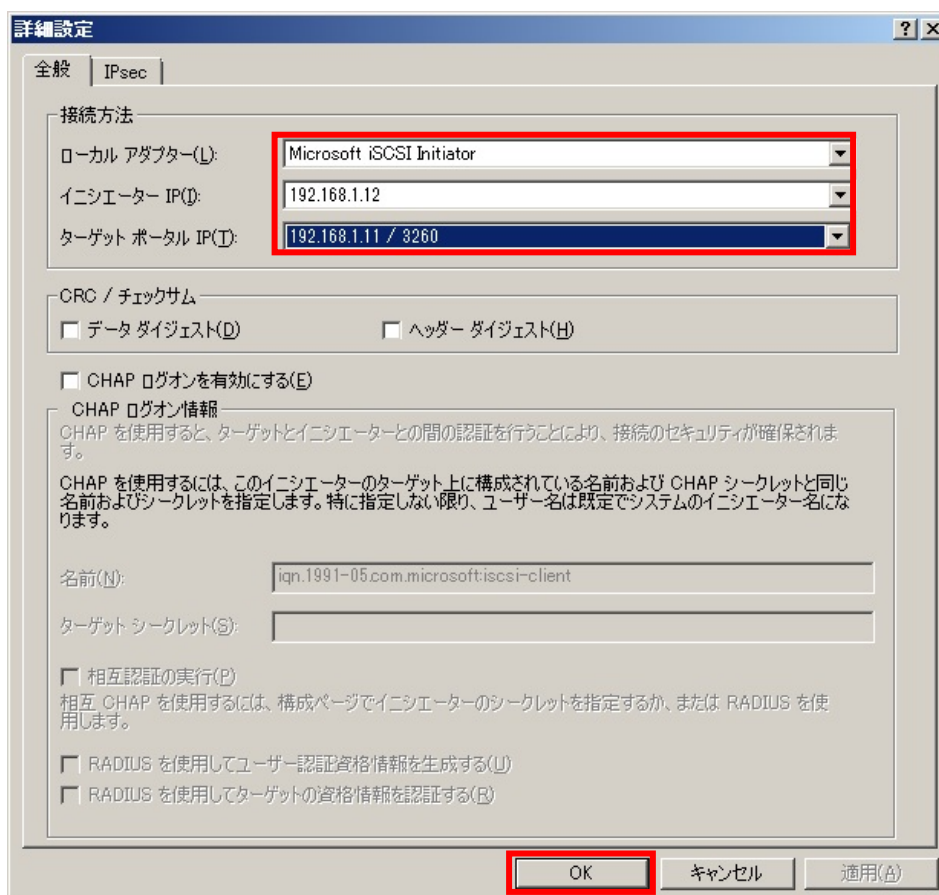 詳細設定
全般 IPsec
接続方法
ローカル アダプター(L): Microsoft iSCSI Initiator
イニシエーター IP(I): 192.168.1.12
ターゲット ポータル IP(T): 192.168.1.11 / 3260
CRC / チェックサム
データ ダイジェスト(D) ヘッダー ダイジェスト(H)
CHAP ログオンを有効にする(E)
CHAP ログオン情報
CHAP を使用すると、ターゲットとイニシエーターとの間の認証を行うことにより、接続のセキュリティが確保されま
す。
CHAP を使用するには、このイニシエーターのターゲット上に構成されている名前および CHAP シークレットと同じ
名前およびシークレットを指定します。特に指定しない限り、ユーザー名は既定でシステムのイニシエーター名にな
ります。
名前(N): iqn.1991-05.com.microsoft:iscsi-client
ターゲット シークレット(S):
相互認証の実行(P)
相互 CHAP を使用するには、構成ページでイニシエーターのシークレットを指定するか、または RADIUS を使
用します。
RADIUS を使用してユーザー認証資格情報を生成する(U)
RADIUS を使用してターゲットの資格情報を認証する(R)
OK キャンセル 適用(A)